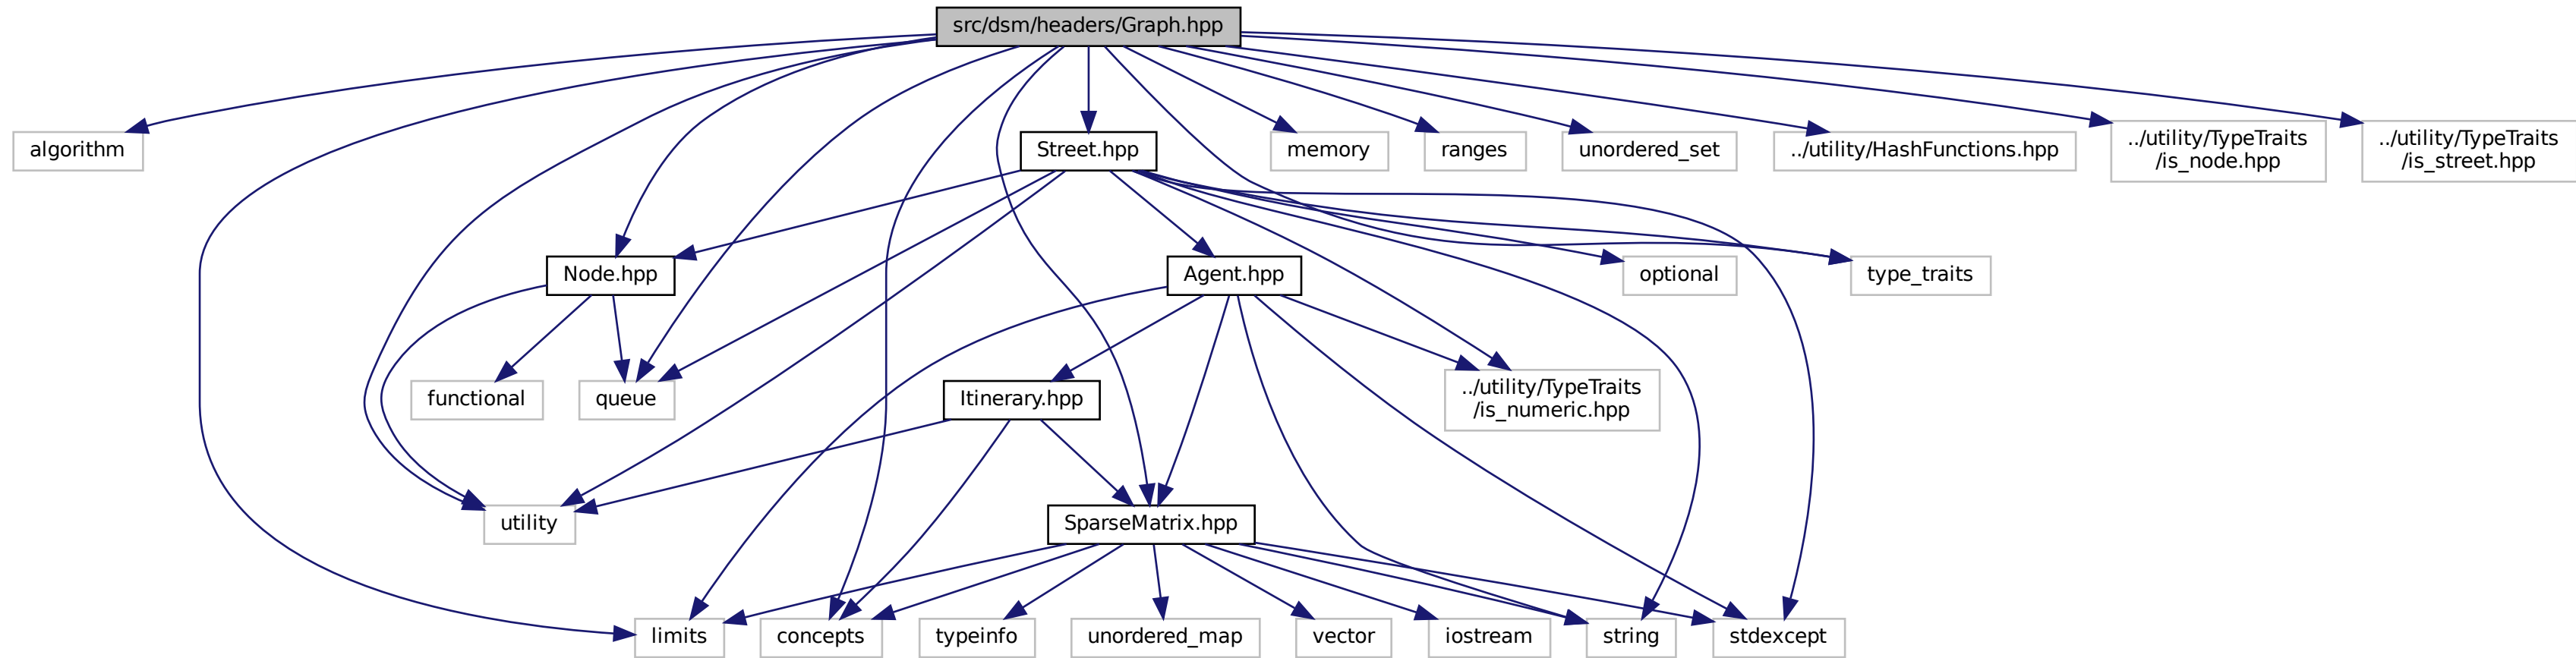 src/dsm/headers/Graph.hpp
algorithm
Street.hpp
memory
ranges
unordered_set
../utility/HashFunctions.hpp
../utility/TypeTraits
/is_node.hpp
../utility/TypeTraits
/is_street.hpp
Node.hpp
Agent.hpp
optional
type_traits
functional
queue
Itinerary.hpp
../utility/TypeTraits
/is_numeric.hpp
utility
SparseMatrix.hpp
limits
concepts
typeinfo
unordered_map
vector
iostream
string
stdexcept